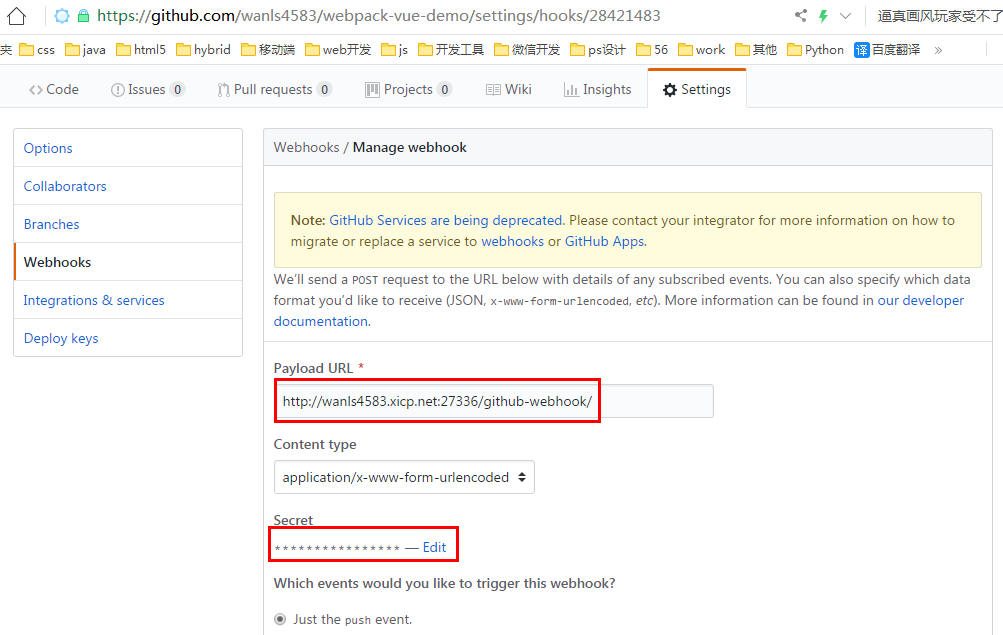 https://github.com/wanls4583/webpack-vue-demo/settings/hooks/28421483 逼真画风玩家受不了
夹 css java html5 hybrid 移动端 web开发 js 开发工具 微信开发 ps设计 56 work 其他 Python 译 百度翻译 »
Code Issues 0 Pull requests 0 Projects 0 Wiki Insights Settings
Options
Collaborators
Branches
Webhooks
Integrations & services
Deploy keys
Webhooks / Manage webhook
Note: GitHub Services are being deprecated. Please contact your integrator for more information on how to
migrate or replace a service to webhooks or GitHub Apps.
We'll send a POST request to the URL below with details of any subscribed events. You can also specify which data
format you'd like to receive (JSON, x-www-form-urlencoded, etc). More information can be found in our developer
documentation.
Payload URL *
http://wanls4583.xicp.net:27336/github-webhook/
Content type
application/x-www-form-urlencoded
Secret
**************** — Edit
Which events would you like to trigger this webhook?
Just the push event.